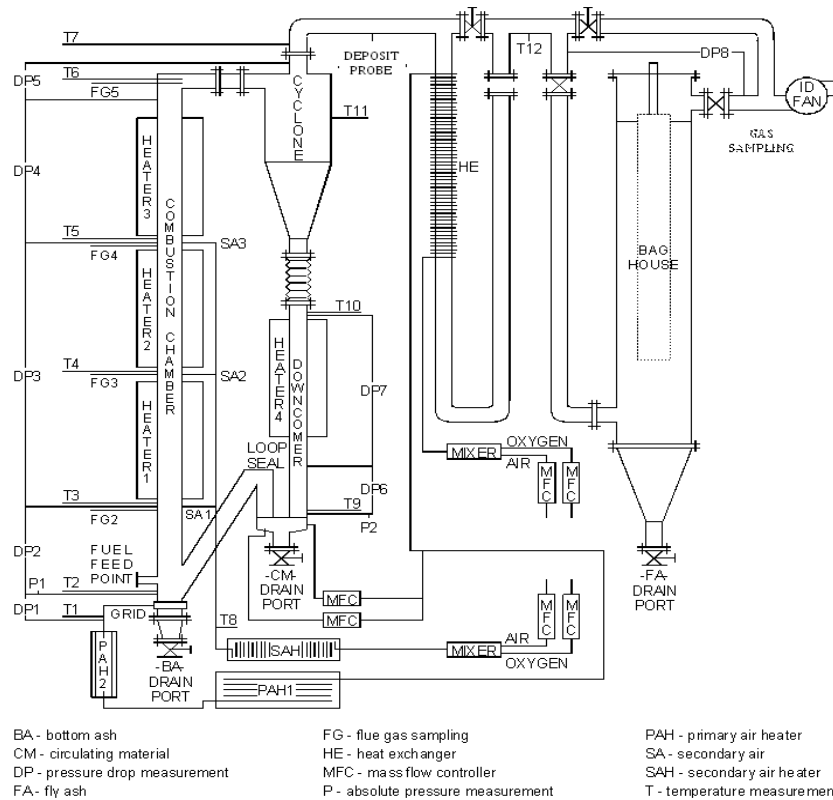 T7
DEPOSIT
PROBE
T12
DP8
ID
FAN
DP5
T6
FG5
CYCLONE
T11
GAS
SAMPLING
DP4
HEATER3
COMBUSTION CHAMBER
HE
T5
FG4
SA3
BAG
HOUSE
HEATER2
T10
DP3
T4
FG3
SA2
HEATER4
DOWNCOMER
DP7
HEATER1
LOOP
SEAL
MIXER
OXYGEN
AIR
MFC
MFC
DP6
T3
FG2
SA1
T9
P2
DP2
FUEL
FEED
POINT
P1
T2
-CM-
DRAIN
PORT
-FA-
DRAIN
PORT
MFC
MFC
MFC
MFC
DP1
T1
GRID
T8
SAH
MIXER
AIR
OXYGEN
PAH2
-BA-
DRAIN
PORT
PAH1
BA - bottom ash
CM - circulating material
DP - pressure drop measurement
FA - fly ash
FG - flue gas sampling
HE - heat exchanger
MFC - mass flow controller
P - absolute pressure measurement
PAH - primary air heater
SA - secondary air
SAH - secondary air heater
T - temperature measuremen